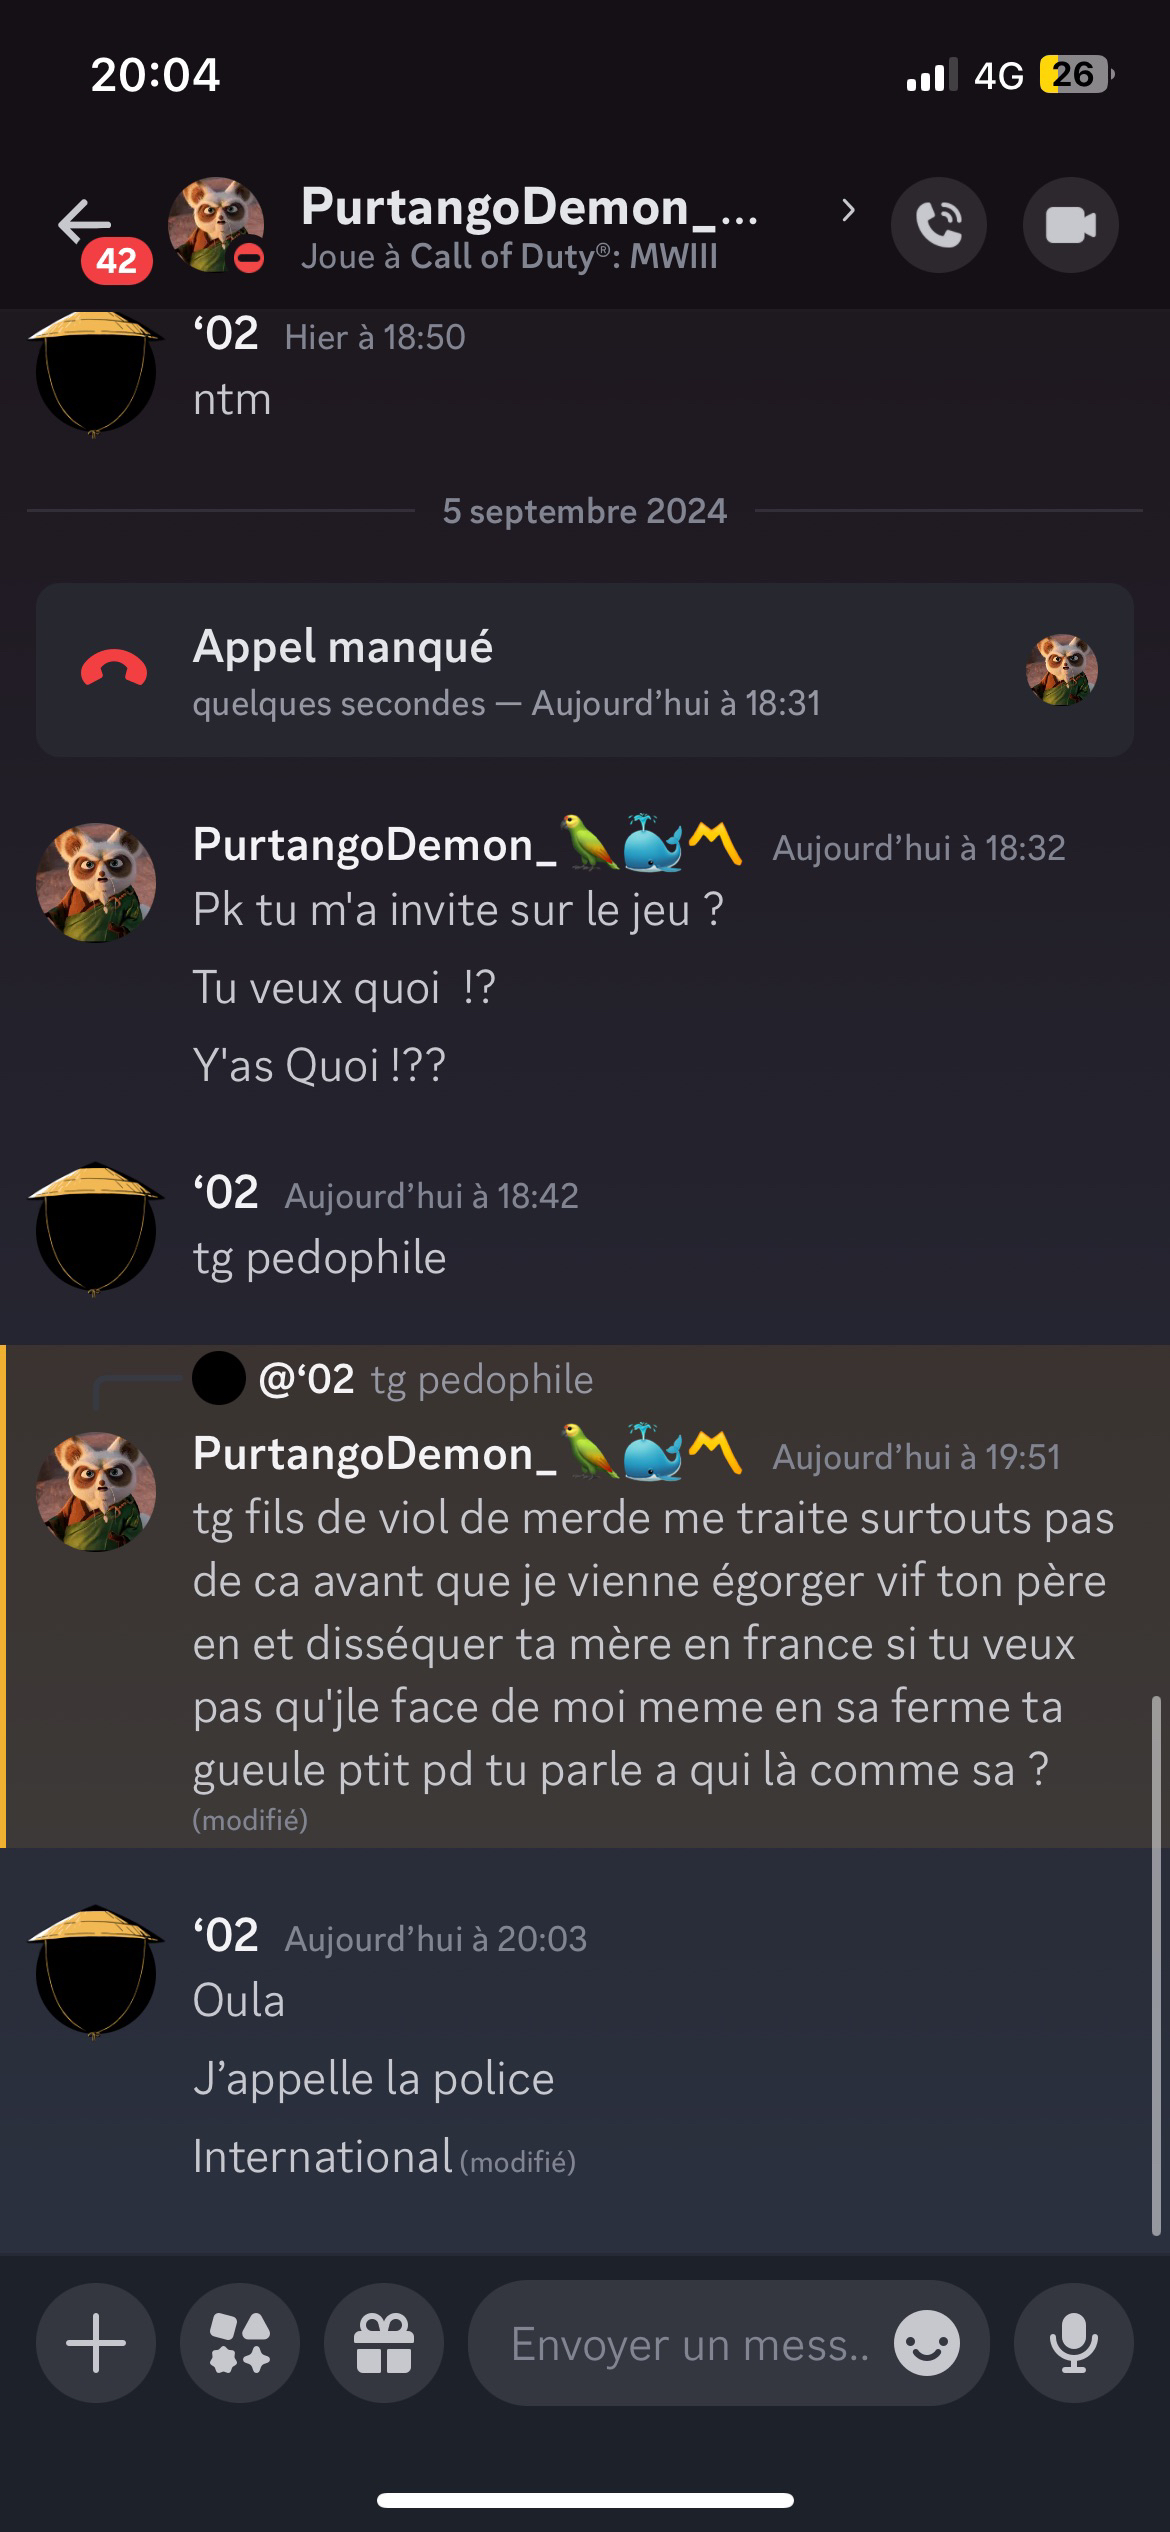 20:04
4G 26
PurtangoDemon_...
Joue à Call of Duty®: MWIII
42
‘02 Hier à 18:50
ntm
5 septembre 2024
Appel manqué
quelques secondes — Aujourd’hui à 18:31
PurtangoDemon_🦜🐳〽️ Aujourd’hui à 18:32
Pk tu m'a invite sur le jeu ?
Tu veux quoi  !?
Y'as Quoi !??
‘02 Aujourd’hui à 18:42
tg pedophile
@‘02 tg pedophile
PurtangoDemon_🦜🐳〽️ Aujourd’hui à 19:51
tg fils de viol de merde me traite surtouts pas
de ca avant que je vienne égorger vif ton père
en et disséquer ta mère en france si tu veux
pas qu'jle face de moi meme en sa ferme ta
gueule ptit pd tu parle a qui là comme sa ?
(modifié)
‘02 Aujourd’hui à 20:03
Oula
J’appelle la police
International (modifié)
Envoyer un mess..